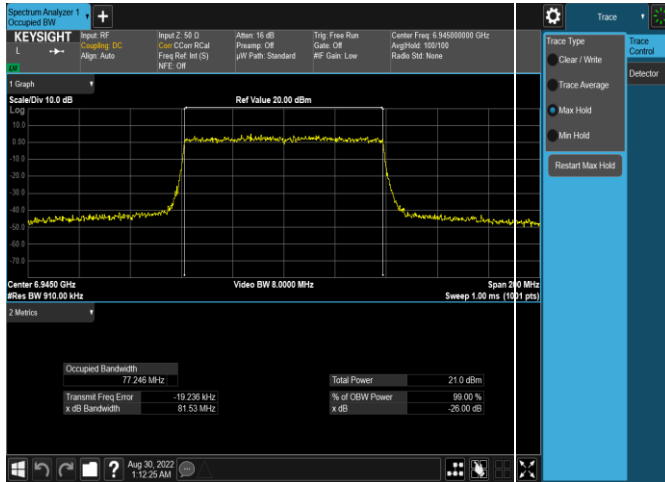 Spectrum Analyzer 1
Occupied BW
KEYSIGHT
L
Input: RF
Coupling: DC
Align: Auto
Input Z: 50 Ω
Corr CCorr RCal
Freq Ref: Int (S)
NFE: Off
Atten: 16 dB
Preamp: Off
µW Path: Standard
Trig: Free Run
Gate: Off
#IF Gain: Low
Center Freq: 6.945000000 GHz
Avg|Hold: 100/100
Radio Std: None
1 Graph
Scale/Div 10.0 dB
Ref Value 20.00 dBm
Log
10.0
0.00
-10.0
-20.0
-30.0
-40.0
-50.0
-60.0
-70.0
Center 6.9450 GHz
Video BW 8.0000 MHz
Span 200 MHz
#Res BW 910.00 kHz
Sweep 1.00 ms (1001 pts)
2 Metrics
Occupied Bandwidth
77.246 MHz
Transmit Freq Error -19.236 kHz
x dB Bandwidth 81.53 MHz
Total Power 21.0 dBm
% of OBW Power 99.00 %
x dB -26.00 dB
Aug 30, 2022
1:12:25 AM
Trace
Trace Type
Clear / Write
Trace Average
Max Hold
Min Hold
Restart Max Hold
Trace
Control
Detector